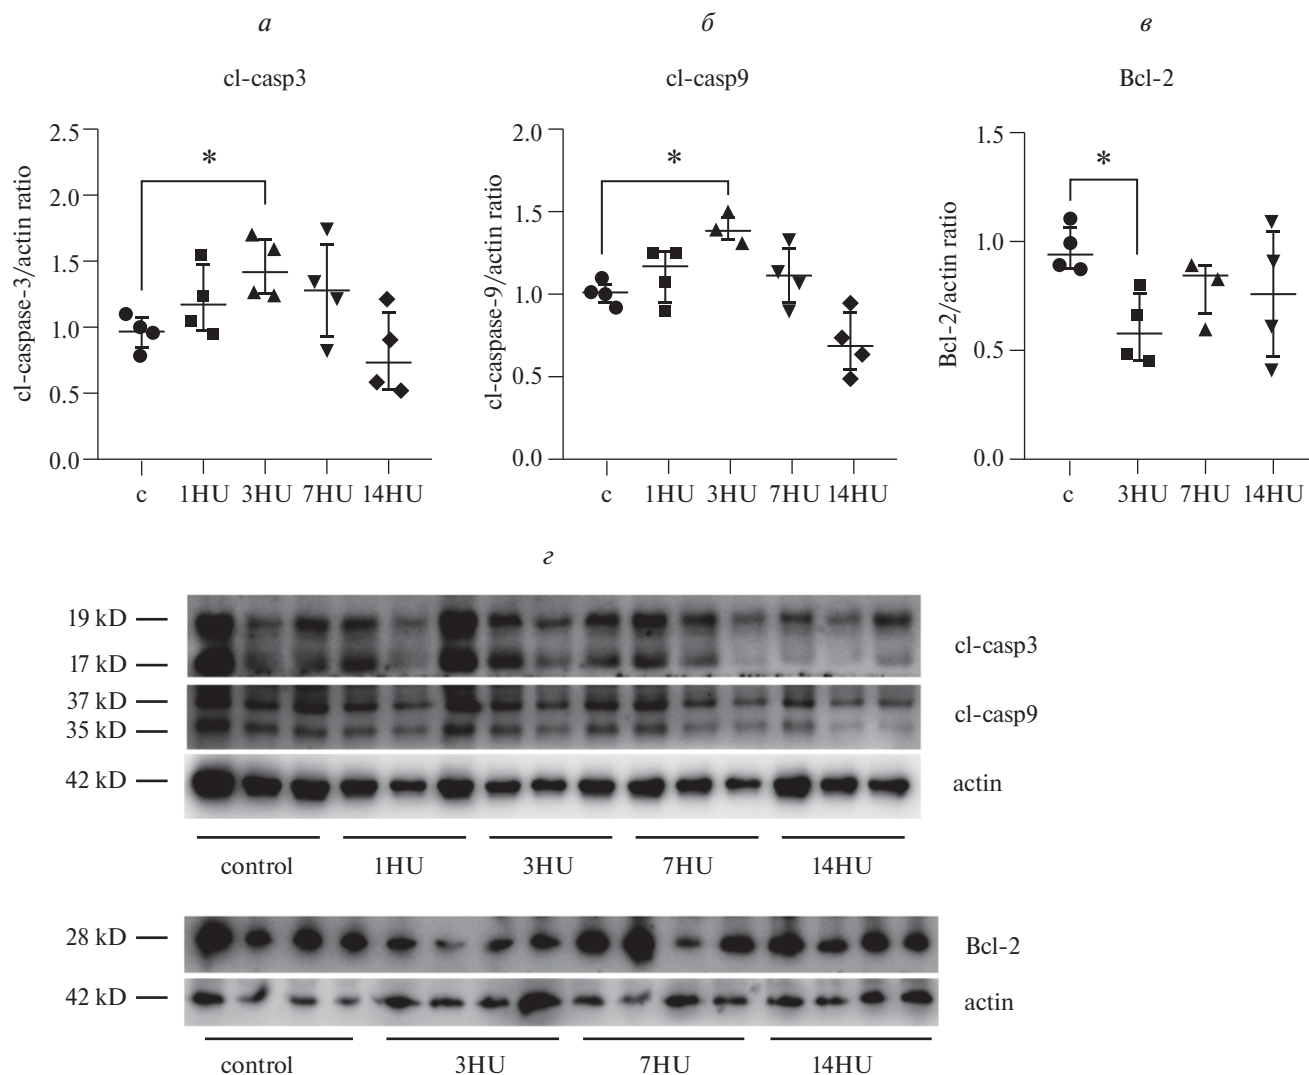 а
б
в
cl-casp3
cl-casp9
Bcl-2
cl-caspase-3/actin ratio
2.5
2.0
1.5
1.0
0.5
0.0
*
c 1HU 3HU 7HU 14HU
cl-caspase-9/actin ratio
2.0
1.5
1.0
0.5
0.0
*
c 1HU 3HU 7HU 14HU
Bcl-2/actin ratio
1.5
1.0
0.5
0.0
*
c 3HU 7HU 14HU
г
19 kD
17 kD
cl-casp3
37 kD
35 kD
cl-casp9
42 kD
actin
control 1HU 3HU 7HU 14HU
28 kD
Bcl-2
42 kD
actin
control 3HU 7HU 14HU